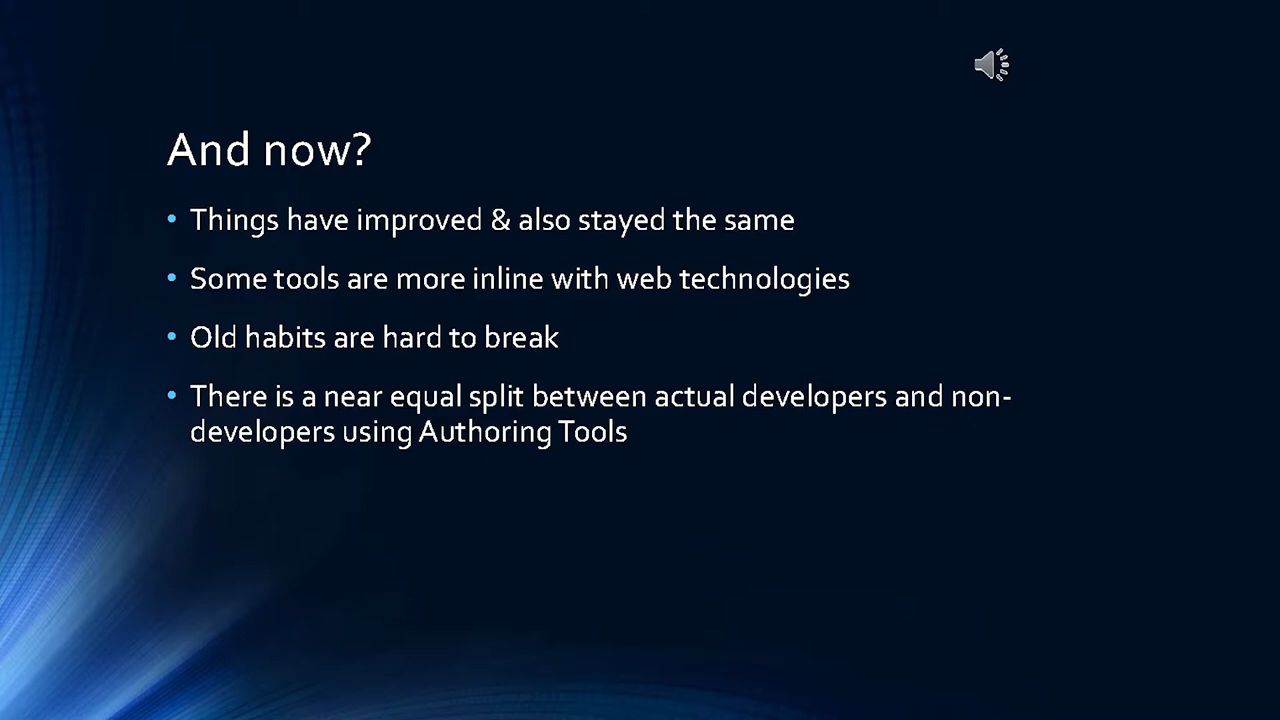 And now?
• Things have improved & also stayed the same
• Some tools are more inline with web technologies
• Old habits are hard to break
• There is a near equal split between actual developers and non-
developers using Authoring Tools